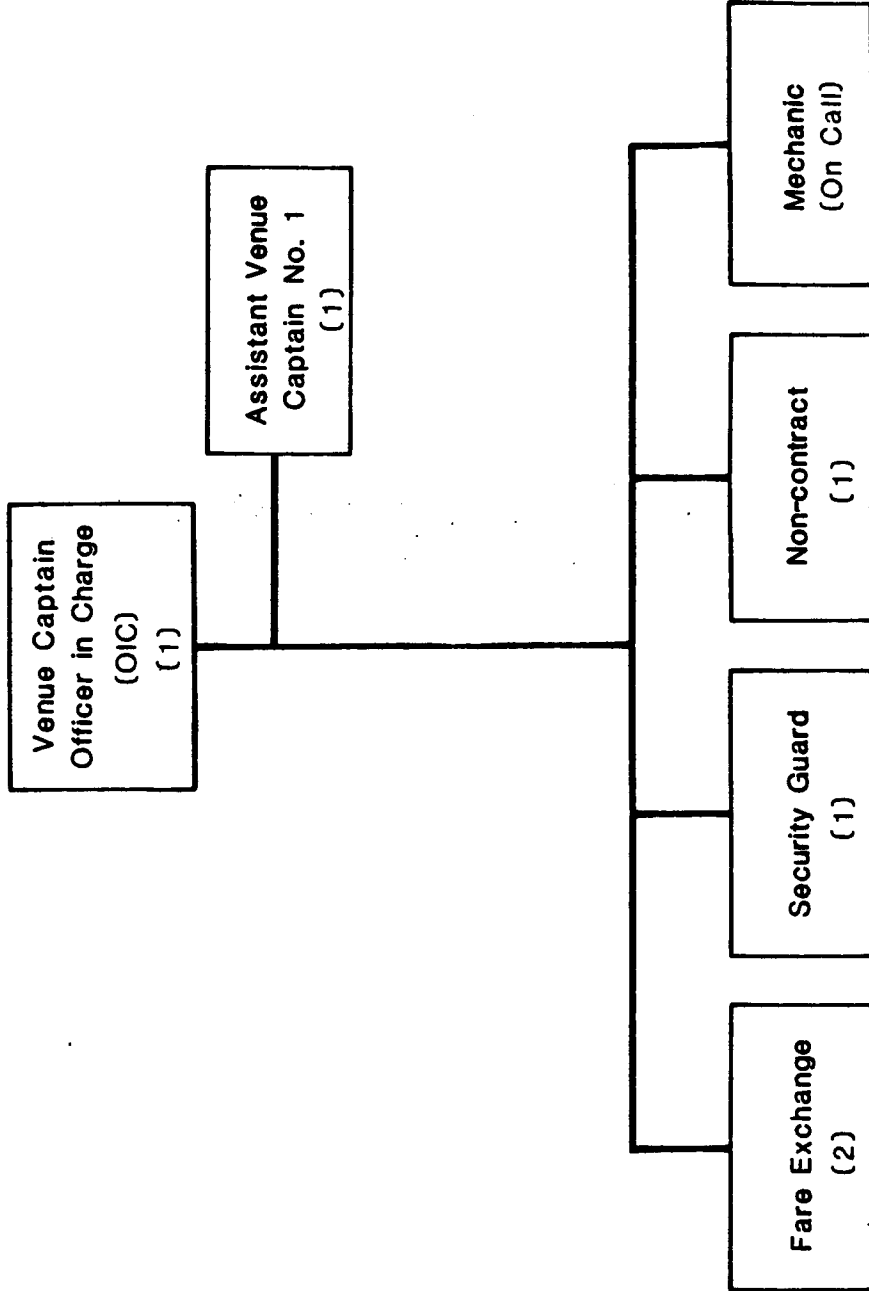 Venue Captain
Officer in Charge
(OIC)
(1)
Assistant Venue
Captain No. 1
(1)
Fare Exchange
(2)
Security Guard
(1)
Non-contract
(1)
Mechanic
(On Call)